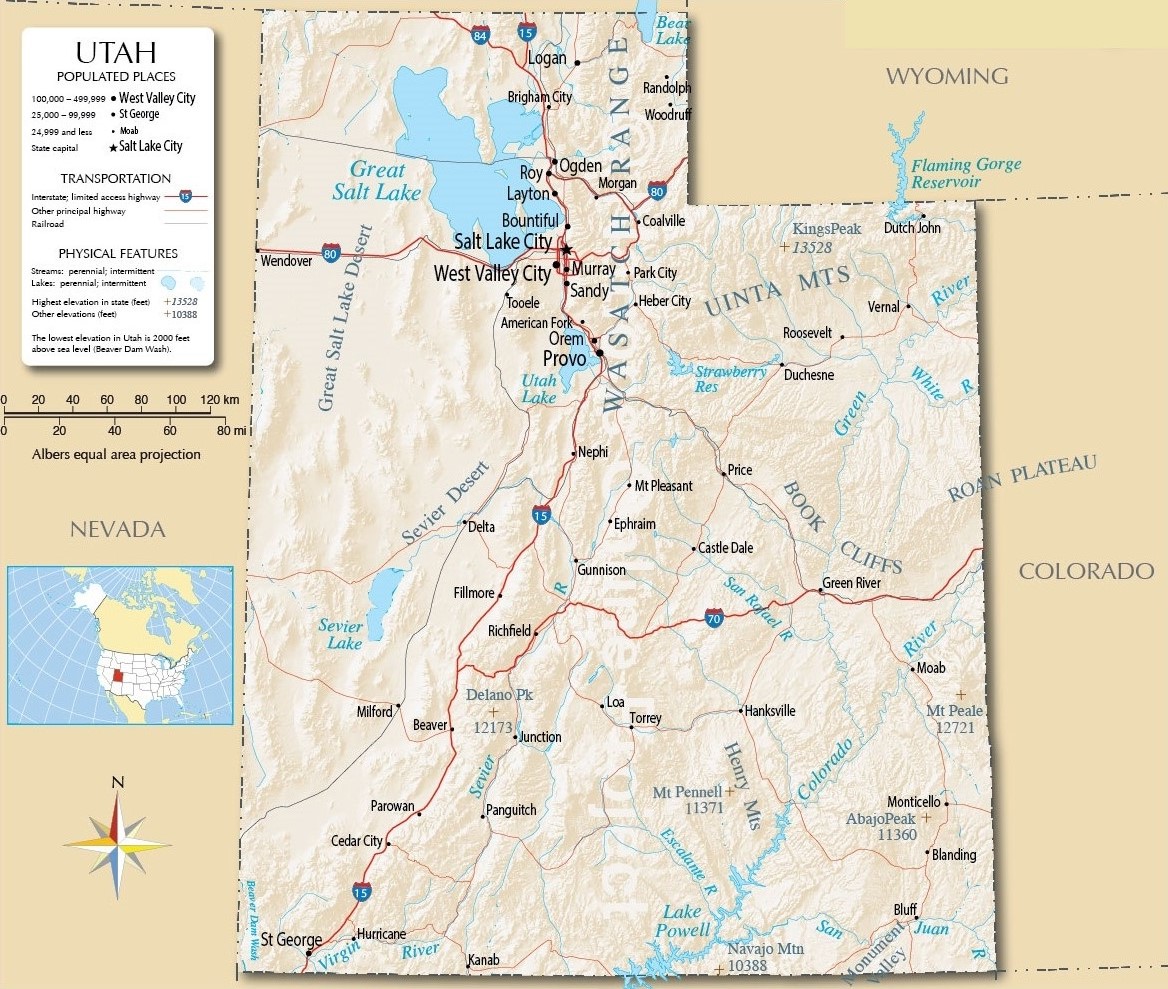 UTAH
POPULATED PLACES
100,000 – 499,999 • West Valley City
25,000 – 99,999 • St George
24,999 and less • Moab
State capital ★ Salt Lake City
TRANSPORTATION
Interstate; limited access highway 15
Other principal highway
Railroad
PHYSICAL FEATURES
Streams: perennial; intermittent
Lakes: perennial; intermittent
Highest elevation in state (feet) +13528
Other elevations (feet) +10388
The lowest elevation in Utah is 2000 feet
above sea level (Beaver Dam Wash).
0 20 40 60 80 100 120 km
0 20 40 60 80 mi
Albers equal area projection
NEVADA
N
WYOMING
COLORADO
84
15
Bear
Lake
Logan
Randolph
Woodruff
Brigham City
WASATCH RANGE
Great
Salt Lake
Ogden
Roy
Layton
Morgan
80
Bountiful
Coalville
Salt Lake City
West Valley City
Murray
Sandy
Park City
Heber City
80
Wendover
Great Salt Lake Desert
Tooele
American Fork
Orem
Provo
Utah
Lake
Flaming Gorge
Reservoir
Dutch John
KingsPeak
13528
UINTA MTS
Vernal
River
Roosevelt
Strawberry
Res
Duchesne
Green
White R
Nephi
Mt Pleasant
Price
BOOK
CLIFFS
ROAN PLATEAU
Sevier Desert
Delta
15
Ephraim
Castle Dale
Gunnison
R
Fillmore
Green River
San Rafael R
70
Sevier
Lake
Richfield
River
Moab
Delano Pk
12173
Loa
Torrey
Hanksville
Mt Peale
12721
Milford
Beaver
Junction
Sevier
Henry Mts
Colorado
Mt Pennell
11371
Parowan
Panguitch
Monticello
AbajoPeak
11360
Cedar City
Blanding
Escalante R
15
Beaver Dam Wash
Lake
Powell
Bluff
San Juan R
St George
Hurricane
Virgin River
Kanab
Navajo Mtn
10388
Monument
Valley